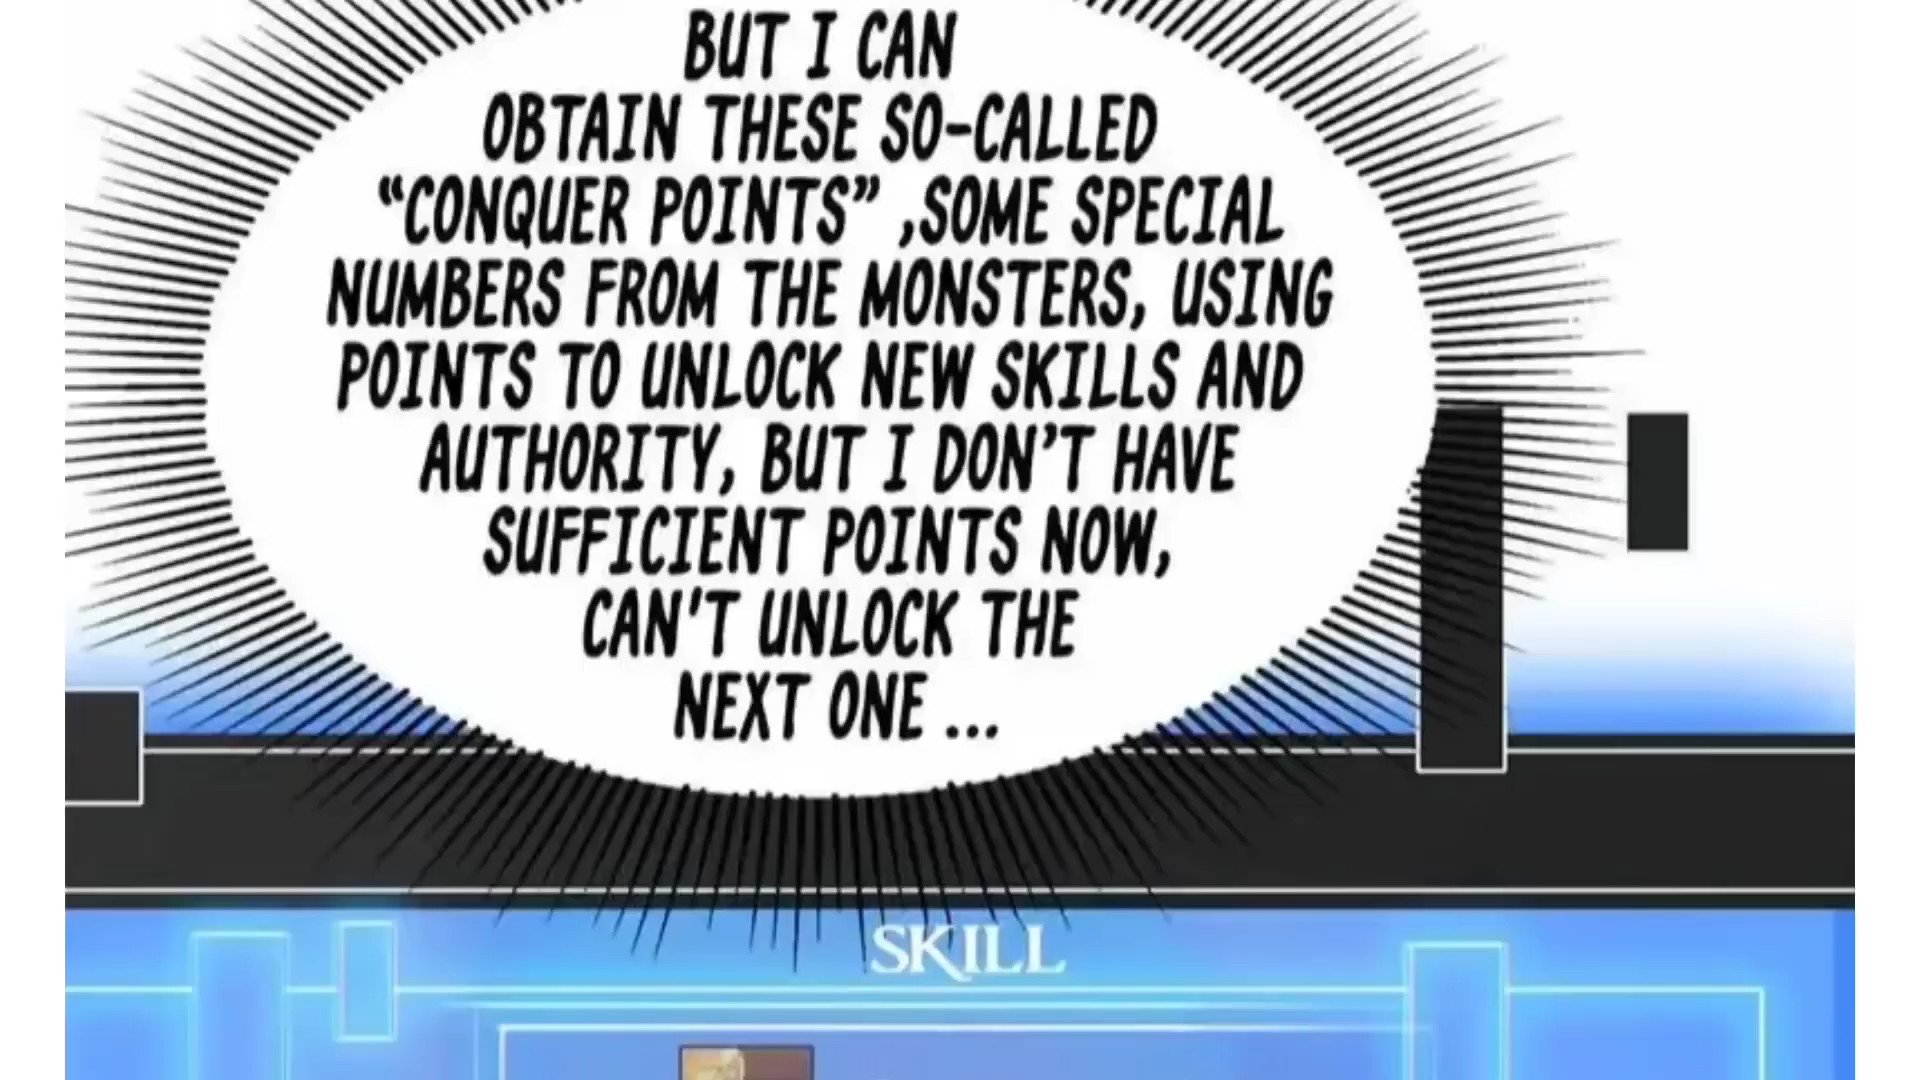 BUT I CAN
OBTAIN THESE SO-CALLED
“CONQUER POINTS” ,SOME SPECIAL
NUMBERS FROM THE MONSTERS, USING
POINTS TO UNLOCK NEW SKILLS AND
AUTHORITY, BUT I DON’T HAVE
SUFFICIENT POINTS NOW,
CAN'T UNLOCK THE
NEXT ONE ...
SKILL